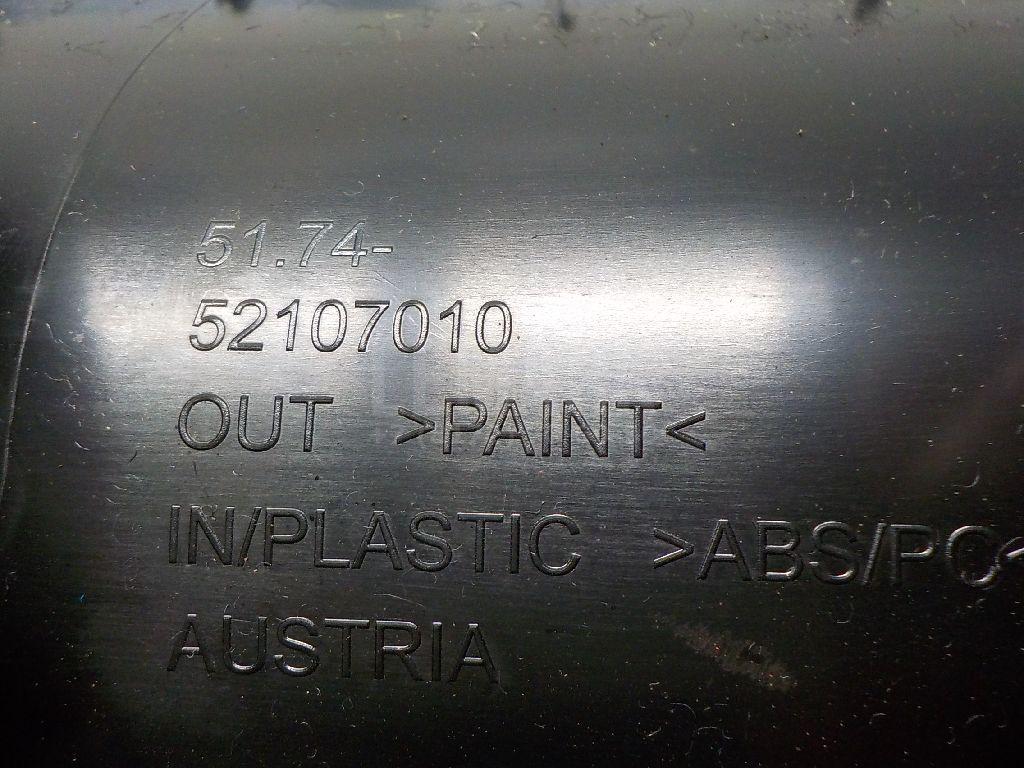 51.74-
52107010
OUT >PAINT<
IN/PLASTIC >ABS/PC<
AUSTRIA